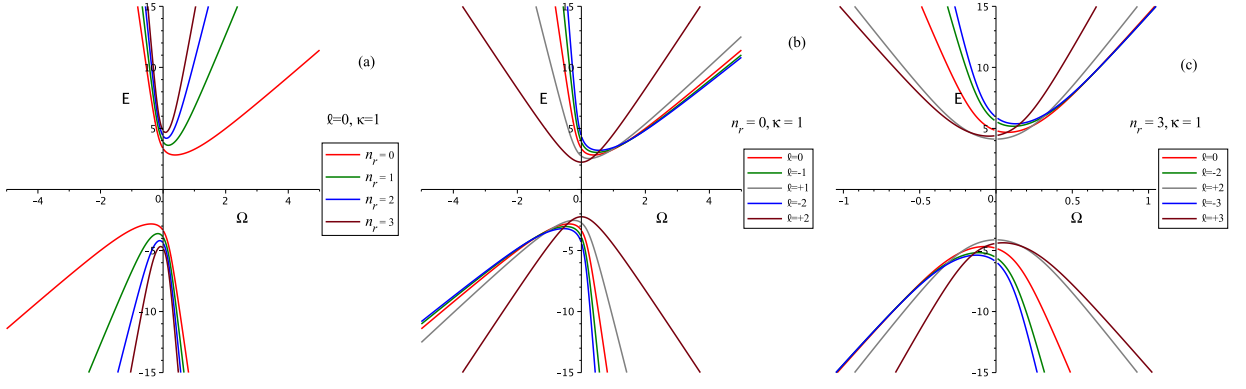 15
10
5
-5
-10
-15
-4
-2
0
2
4
E
Ω
(a)
ℓ=0, κ=1
n_r = 0
n_r = 1
n_r = 2
n_r = 3
15
10
5
-5
-10
-15
-4
-2
0
2
4
E
Ω
(b)
n_r = 0, κ = 1
ℓ=0
ℓ=-1
ℓ=+1
ℓ=-2
ℓ=+2
15
10
5
-5
-10
-15
-1
-0.5
0
0.5
1
E
Ω
(c)
n_r = 3, κ = 1
ℓ=0
ℓ=-2
ℓ=+2
ℓ=-3
ℓ=+3